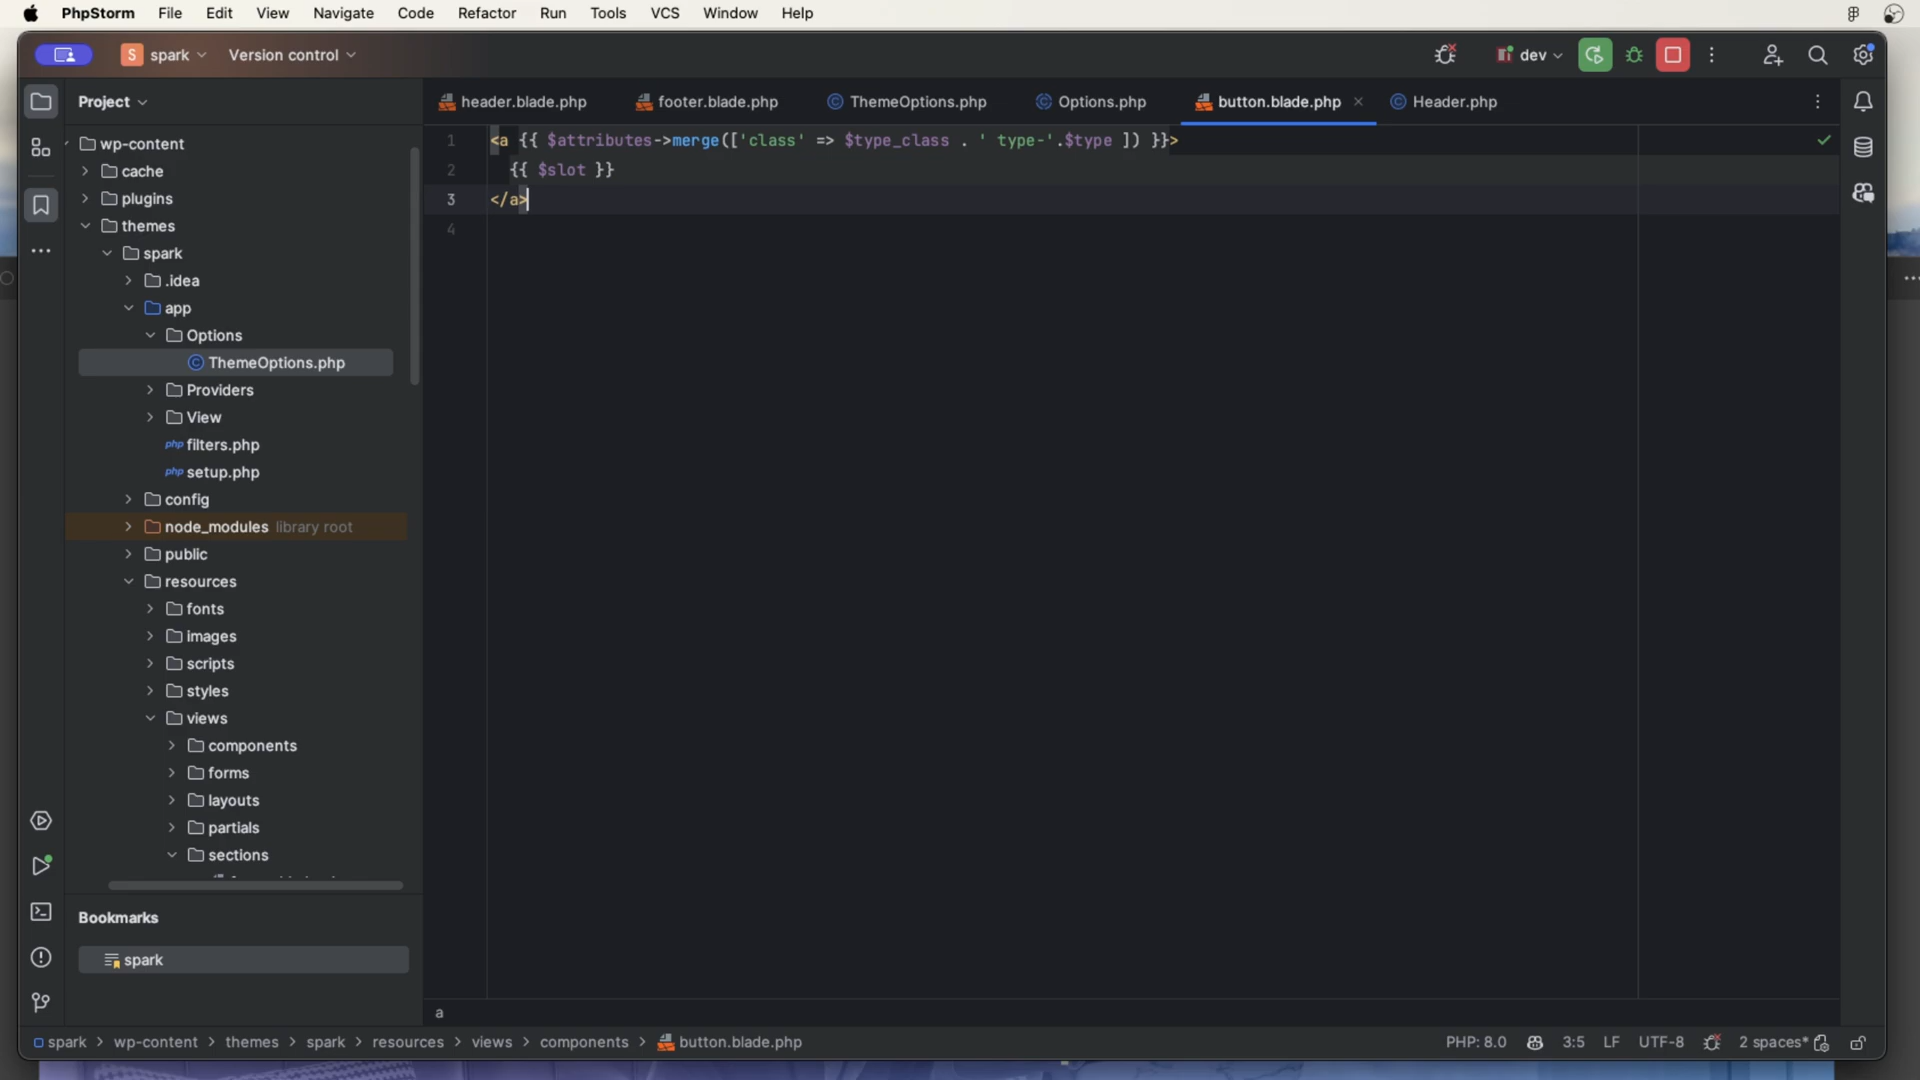 PhpStorm File Edit View Navigate Code Refactor Run Tools VCS Window Help
S spark Version control dev
Project
header.blade.php footer.blade.php ThemeOptions.php Options.php button.blade.php Header.php
wp-content
cache
plugins
themes
spark
.idea
app
Options
ThemeOptions.php
Providers
View
php filters.php
php setup.php
config
node_modules library root
public
resources
fonts
images
scripts
styles
views
components
forms
layouts
partials
sections
1 <a {{ $attributes->merge(['class' => $type_class . ' type-'.$type ]) }}>
2 {{ $slot }}
3 </a>
4
Bookmarks
spark
a
spark > wp-content > themes > spark > resources > views > components > button.blade.php PHP: 8.0 3:5 LF UTF-8 2 spaces*